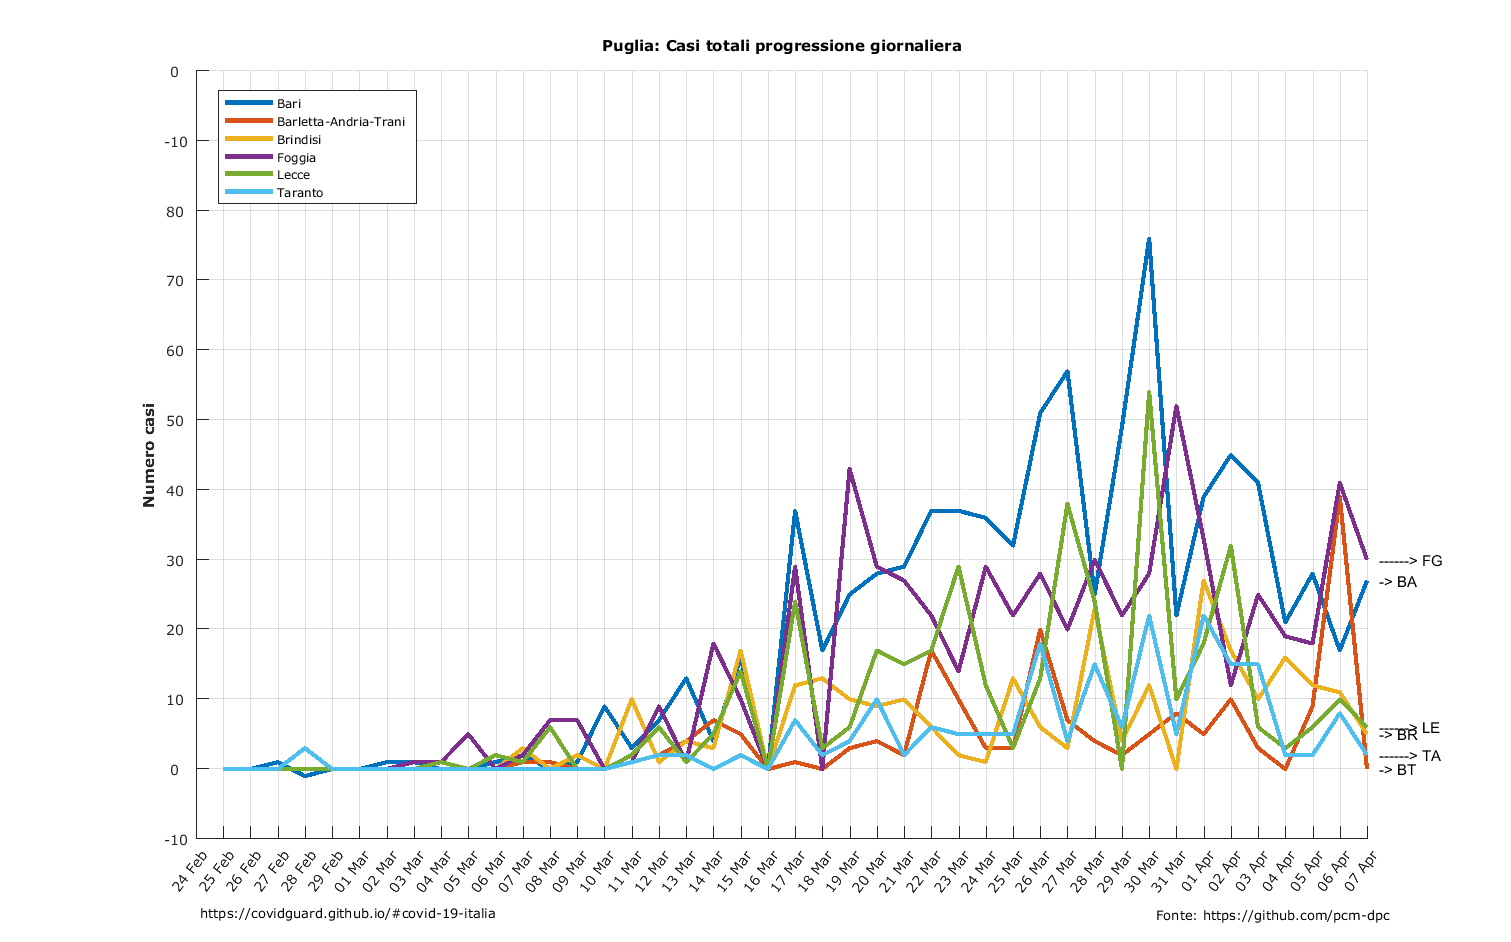 Puglia: Casi totali progressione giornaliera
0
-10
80
70
60
50
40
30
20
10
0
-10
Numero casi
Bari
Barletta-Andria-Trani
Brindisi
Foggia
Lecce
Taranto
------> FG
-> BA
------> LE
-> BR
------> TA
-> BT
24 Feb
25 Feb
26 Feb
27 Feb
28 Feb
29 Feb
01 Mar
02 Mar
03 Mar
04 Mar
05 Mar
06 Mar
07 Mar
08 Mar
09 Mar
10 Mar
11 Mar
12 Mar
13 Mar
14 Mar
15 Mar
16 Mar
17 Mar
18 Mar
19 Mar
20 Mar
21 Mar
22 Mar
23 Mar
24 Mar
25 Mar
26 Mar
27 Mar
28 Mar
29 Mar
30 Mar
31 Mar
01 Apr
02 Apr
03 Apr
04 Apr
05 Apr
06 Apr
07 Apr
https://covidguard.github.io/#covid-19-italia
Fonte: https://github.com/pcm-dpc